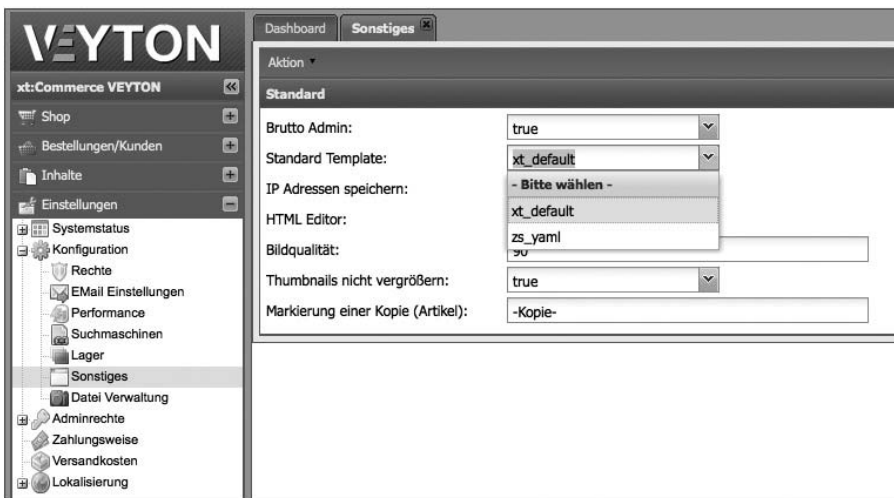 VEYTON
xt:Commerce VEYTON
Shop
Bestellungen/Kunden
Inhalte
Einstellungen
Systemstatus
Konfiguration
Rechte
EMail Einstellungen
Performance
Suchmaschinen
Lager
Sonstiges
Datei Verwaltung
Adminrechte
Zahlungsweise
Versandkosten
Lokalisierung
Dashboard Sonstiges
Aktion
Standard
Brutto Admin: true
Standard Template: xt_default
- Bitte wählen -
xt_default
zs_yaml
IP Adressen speichern:
HTML Editor:
Bildqualität: 90
Thumbnails nicht vergrößern: true
Markierung einer Kopie (Artikel): -Kopie-